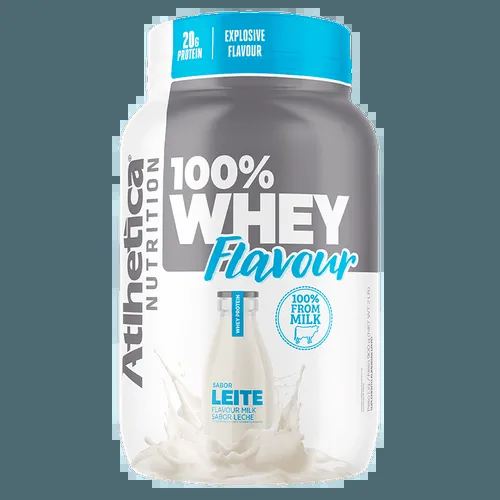 20G
PROTEIN
EXPLOSIVE
FLAVOUR
Atlhetica®
NUTRITION
100%
WHEY
Flavour
100%
FROM
MILK
WHEY PROTEIN
SABOR
LEITE
FLAVOUR MILK
SABOR LECHE